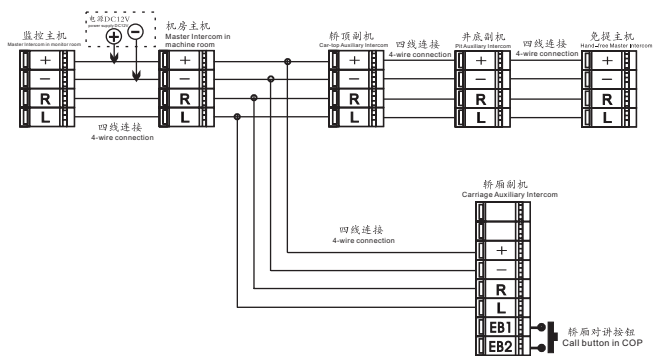 监控主机
Master Intercom in monitor room
电源DC12V
power supply DC12V
机房主机
Master Intercom in
machine room
轿顶副机
Car-top Auxiliary Intercom
四线连接
4-wire connection
井底副机
Pit Auxiliary Intercom
四线连接
4-wire connection
免提主机
Hand-free Master Intercom
+
−
R
L
+
−
R
L
+
−
R
L
+
−
R
L
+
−
R
L
四线连接
4-wire connection
轿厢副机
Carriage Auxiliary Intercom
四线连接
4-wire connection
+
−
R
L
EB1
EB2
轿厢对讲按钮
Call button in COP